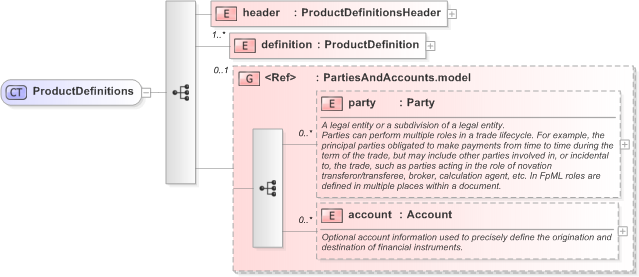 E header : ProductDefinitionsHeader
1..*
E definition : ProductDefinition
0..1
G <Ref> : PartiesAndAccounts.model
CT ProductDefinitions
E party : Party
0..*
A legal entity or a subdivision of a legal entity.
Parties can perform multiple roles in a trade lifecycle. For example, the
principal parties obligated to make payments from time to time during the
term of the trade, but may include other parties involved in, or incidental
to, the trade, such as parties acting in the role of novation
transferor/transferee, broker, calculation agent, etc. In FpML roles are
defined in multiple places within a document.
0..*
E account : Account
Optional account information used to precisely define the origination and
destination of financial instruments.